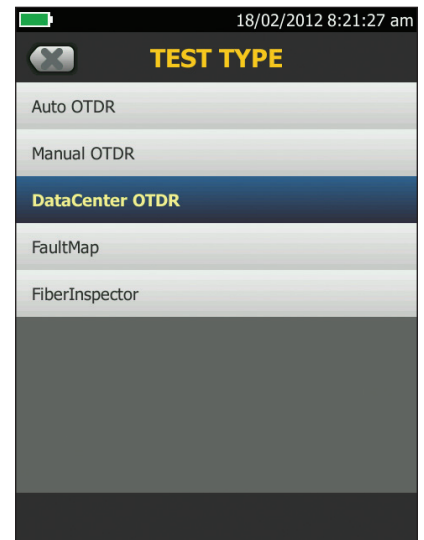 18/02/2012 8:21:27 am
TEST TYPE
Auto OTDR
Manual OTDR
DataCenter OTDR
FaultMap
FiberInspector